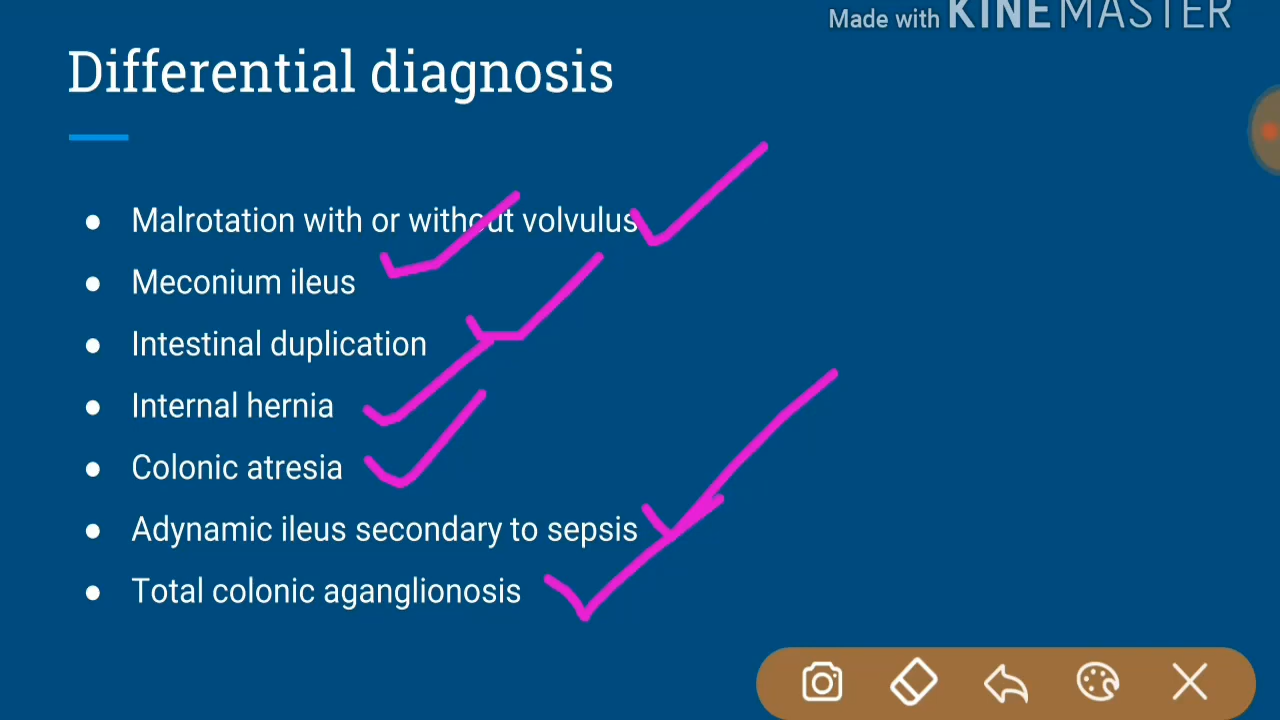 Made with KINEMASTER
Differential diagnosis
● Malrotation with or without volvulus
● Meconium ileus
● Intestinal duplication
● Internal hernia
● Colonic atresia
● Adynamic ileus secondary to sepsis
● Total colonic aganglionosis